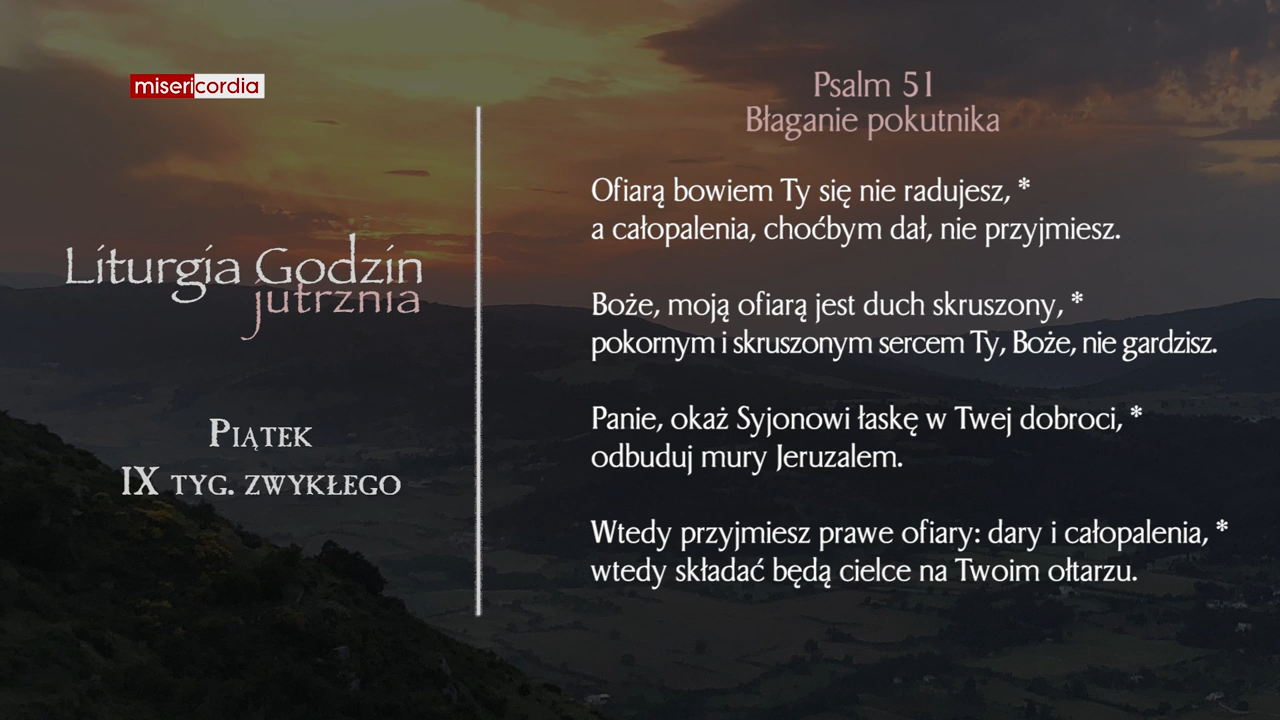 misericordia
Liturgia Godzin
jutrznia
Piątek
IX tyg. zwykłego
Psalm 51
Błaganie pokutnika
Ofiarą bowiem Ty się nie radujesz, *
a całopalenia, choćbym dał, nie przyjmiesz.
Boże, moją ofiarą jest duch skruszony, *
pokornym i skruszonym sercem Ty, Boże, nie gardzisz.
Panie, okaż Syjonowi łaskę w Twej dobroci, *
odbuduj mury Jeruzalem.
Wtedy przyjmiesz prawe ofiary: dary i całopalenia, *
wtedy składać będą cielce na Twoim ołtarzu.